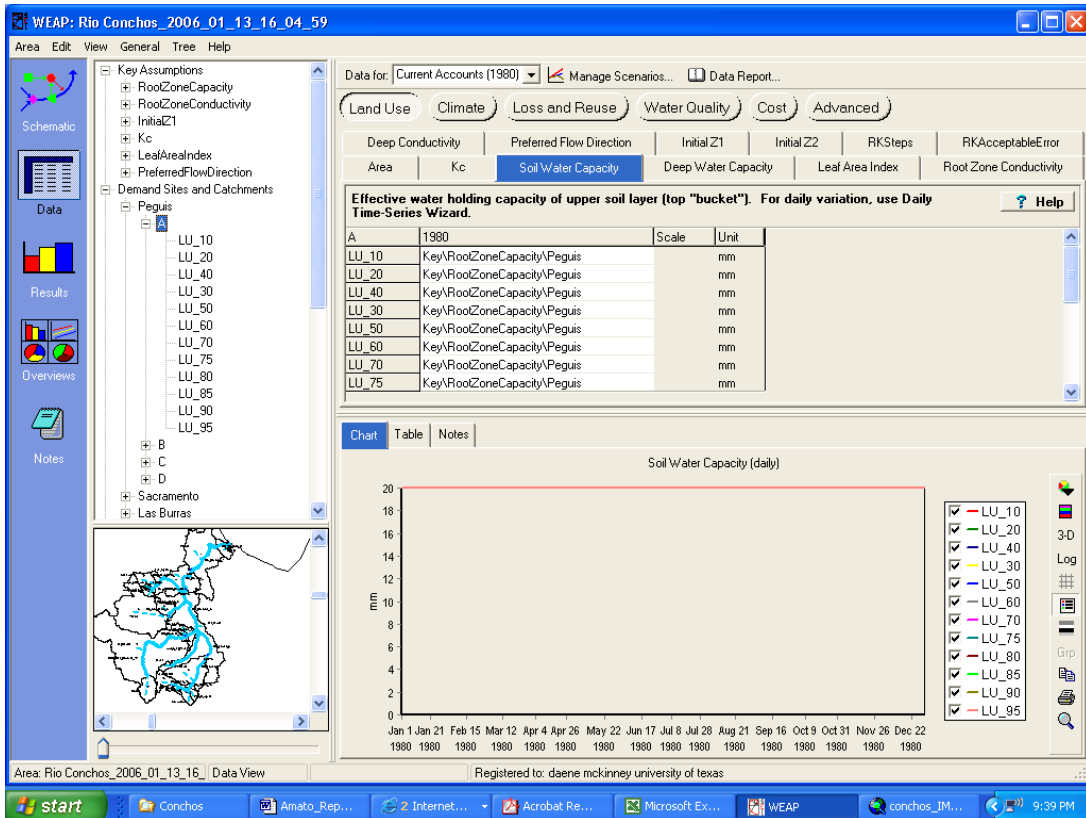 WEAP: Rio Conchos_2006_01_13_16_04_59
Area Edit View General Tree Help
Schematic
Data
Results
Overviews
Notes
Key Assumptions
RootZoneCapacity
RootZoneConductivity
InitialZ1
Kc
LeafAreaIndex
PreferredFlowDirection
Demand Sites and Catchments
Peguis
A
LU_10
LU_20
LU_40
LU_30
LU_50
LU_60
LU_70
LU_75
LU_80
LU_85
LU_90
LU_95
B
C
D
Sacramento
Las Burras
Data for: Current Accounts (1980) Manage Scenarios... Data Report...
Land Use Climate Loss and Reuse Water Quality Cost Advanced
Deep Conductivity Preferred Flow Direction Initial Z1 Initial Z2 RKSteps RKAcceptableError
Area Kc Soil Water Capacity Deep Water Capacity Leaf Area Index Root Zone Conductivity
Effective water holding capacity of upper soil layer (top "bucket"). For daily variation, use Daily
Time-Series Wizard.
? Help
A 1980 Scale Unit
LU_10 Key\RootZoneCapacity\Peguis mm
LU_20 Key\RootZoneCapacity\Peguis mm
LU_40 Key\RootZoneCapacity\Peguis mm
LU_30 Key\RootZoneCapacity\Peguis mm
LU_50 Key\RootZoneCapacity\Peguis mm
LU_60 Key\RootZoneCapacity\Peguis mm
LU_70 Key\RootZoneCapacity\Peguis mm
LU_75 Key\RootZoneCapacity\Peguis mm
Chart Table Notes
Soil Water Capacity (daily)
20
18
16
14
12
10
8
6
4
2
0
mm
Jan 1 Jan 21 Feb 15 Mar 12 Apr 4 Apr 26 May 22 Jun 17 Jul 8 Jul 28 Aug 21 Sep 16 Oct 9 Oct 31 Nov 26 Dec 22
1980 1980 1980 1980 1980 1980 1980 1980 1980 1980 1980 1980 1980 1980 1980 1980
LU_10
LU_20
LU_40
LU_30
LU_50
LU_60
LU_70
LU_75
LU_80
LU_85
LU_90
LU_95
3-D
Log
Grp
Area: Rio Conchos_2006_01_13_16_ Data View Registered to: daene mckinney university of texas
start Conchos Amato_Rep... 2 Internet... Acrobat Re... Microsoft Ex... WEAP conchos_IM... 9:39 PM